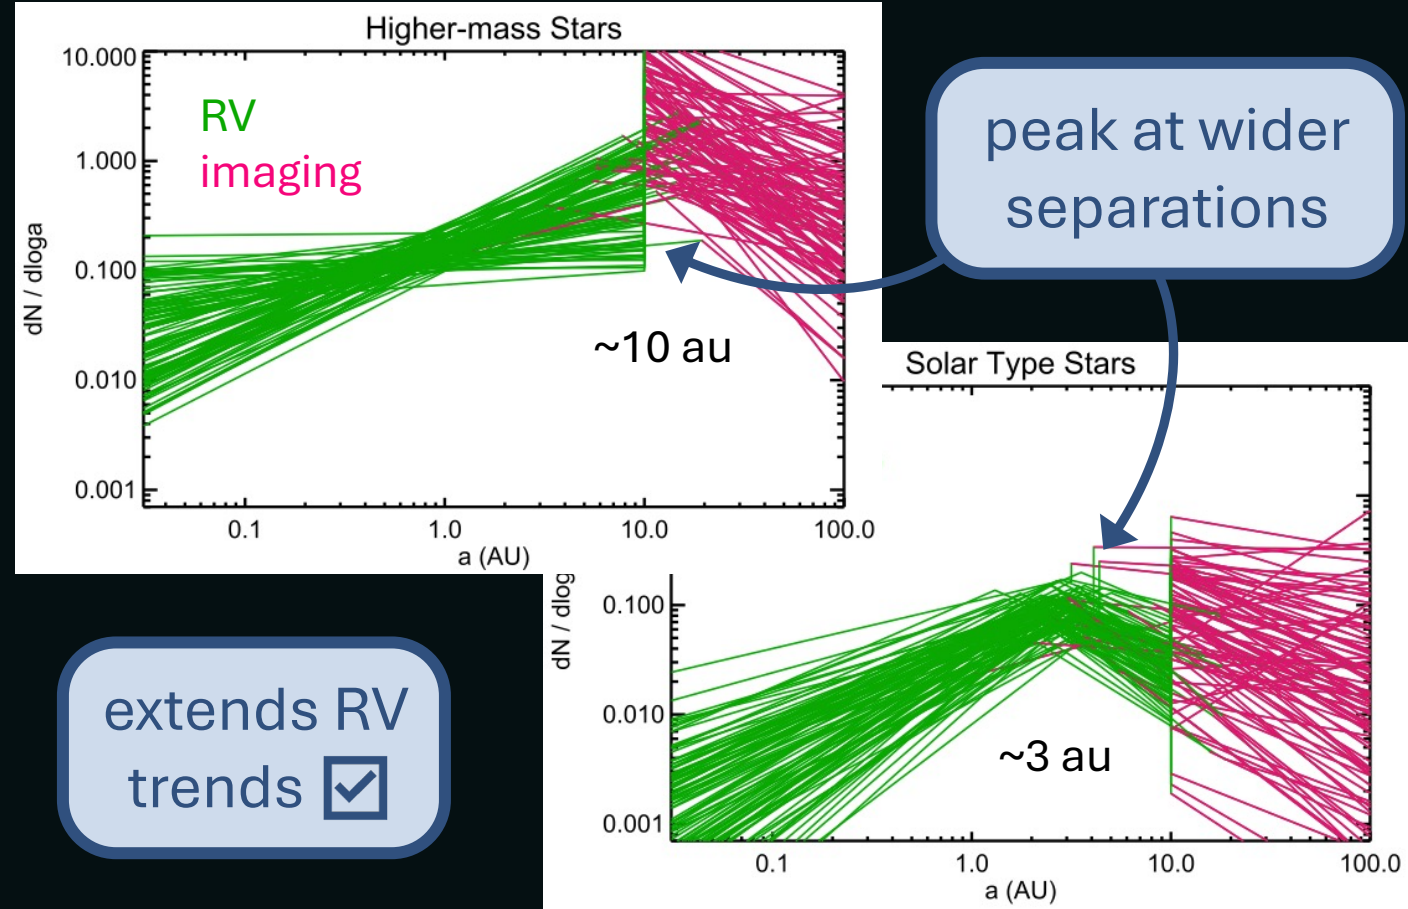 Higher-mass Stars
10.000
1.000
0.100
0.010
0.001
dN / dloga
RV
imaging
~10 au
0.1
1.0
10.0
100.0
a (AU)
peak at wider
separations
Solar Type Stars
0.100
0.010
0.001
dN / dlog
~3 au
0.1
1.0
10.0
100.0
a (AU)
extends RV
trends